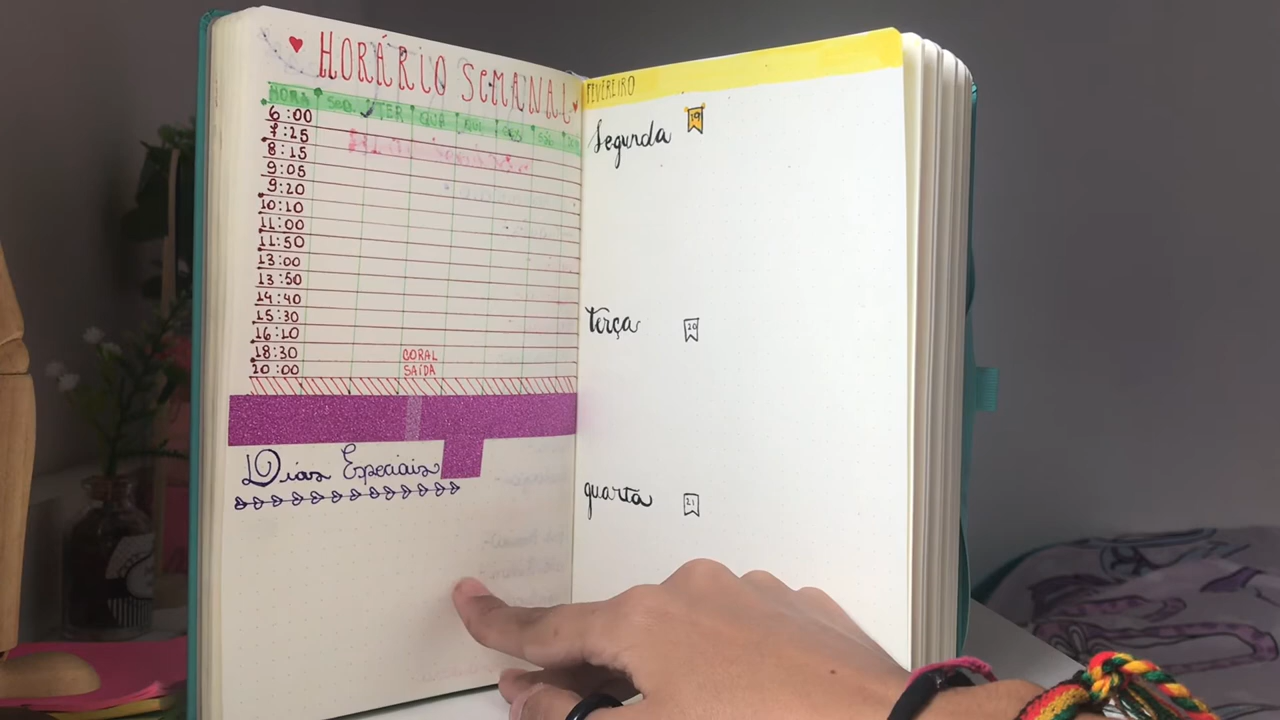 HORÁRIO SEMANAL
HORA SEG. TER QUA QUI SEX SÁB
6:00
7:25
8:15
9:05
9:20
10:10
11:00
11:50
13:00
13:50
14:40
15:30
16:10
18:30 CORAL
20:00 SAÍDA
Dias Especiais
FEVEREIRO
Segunda 19
terça 20
quarta 21